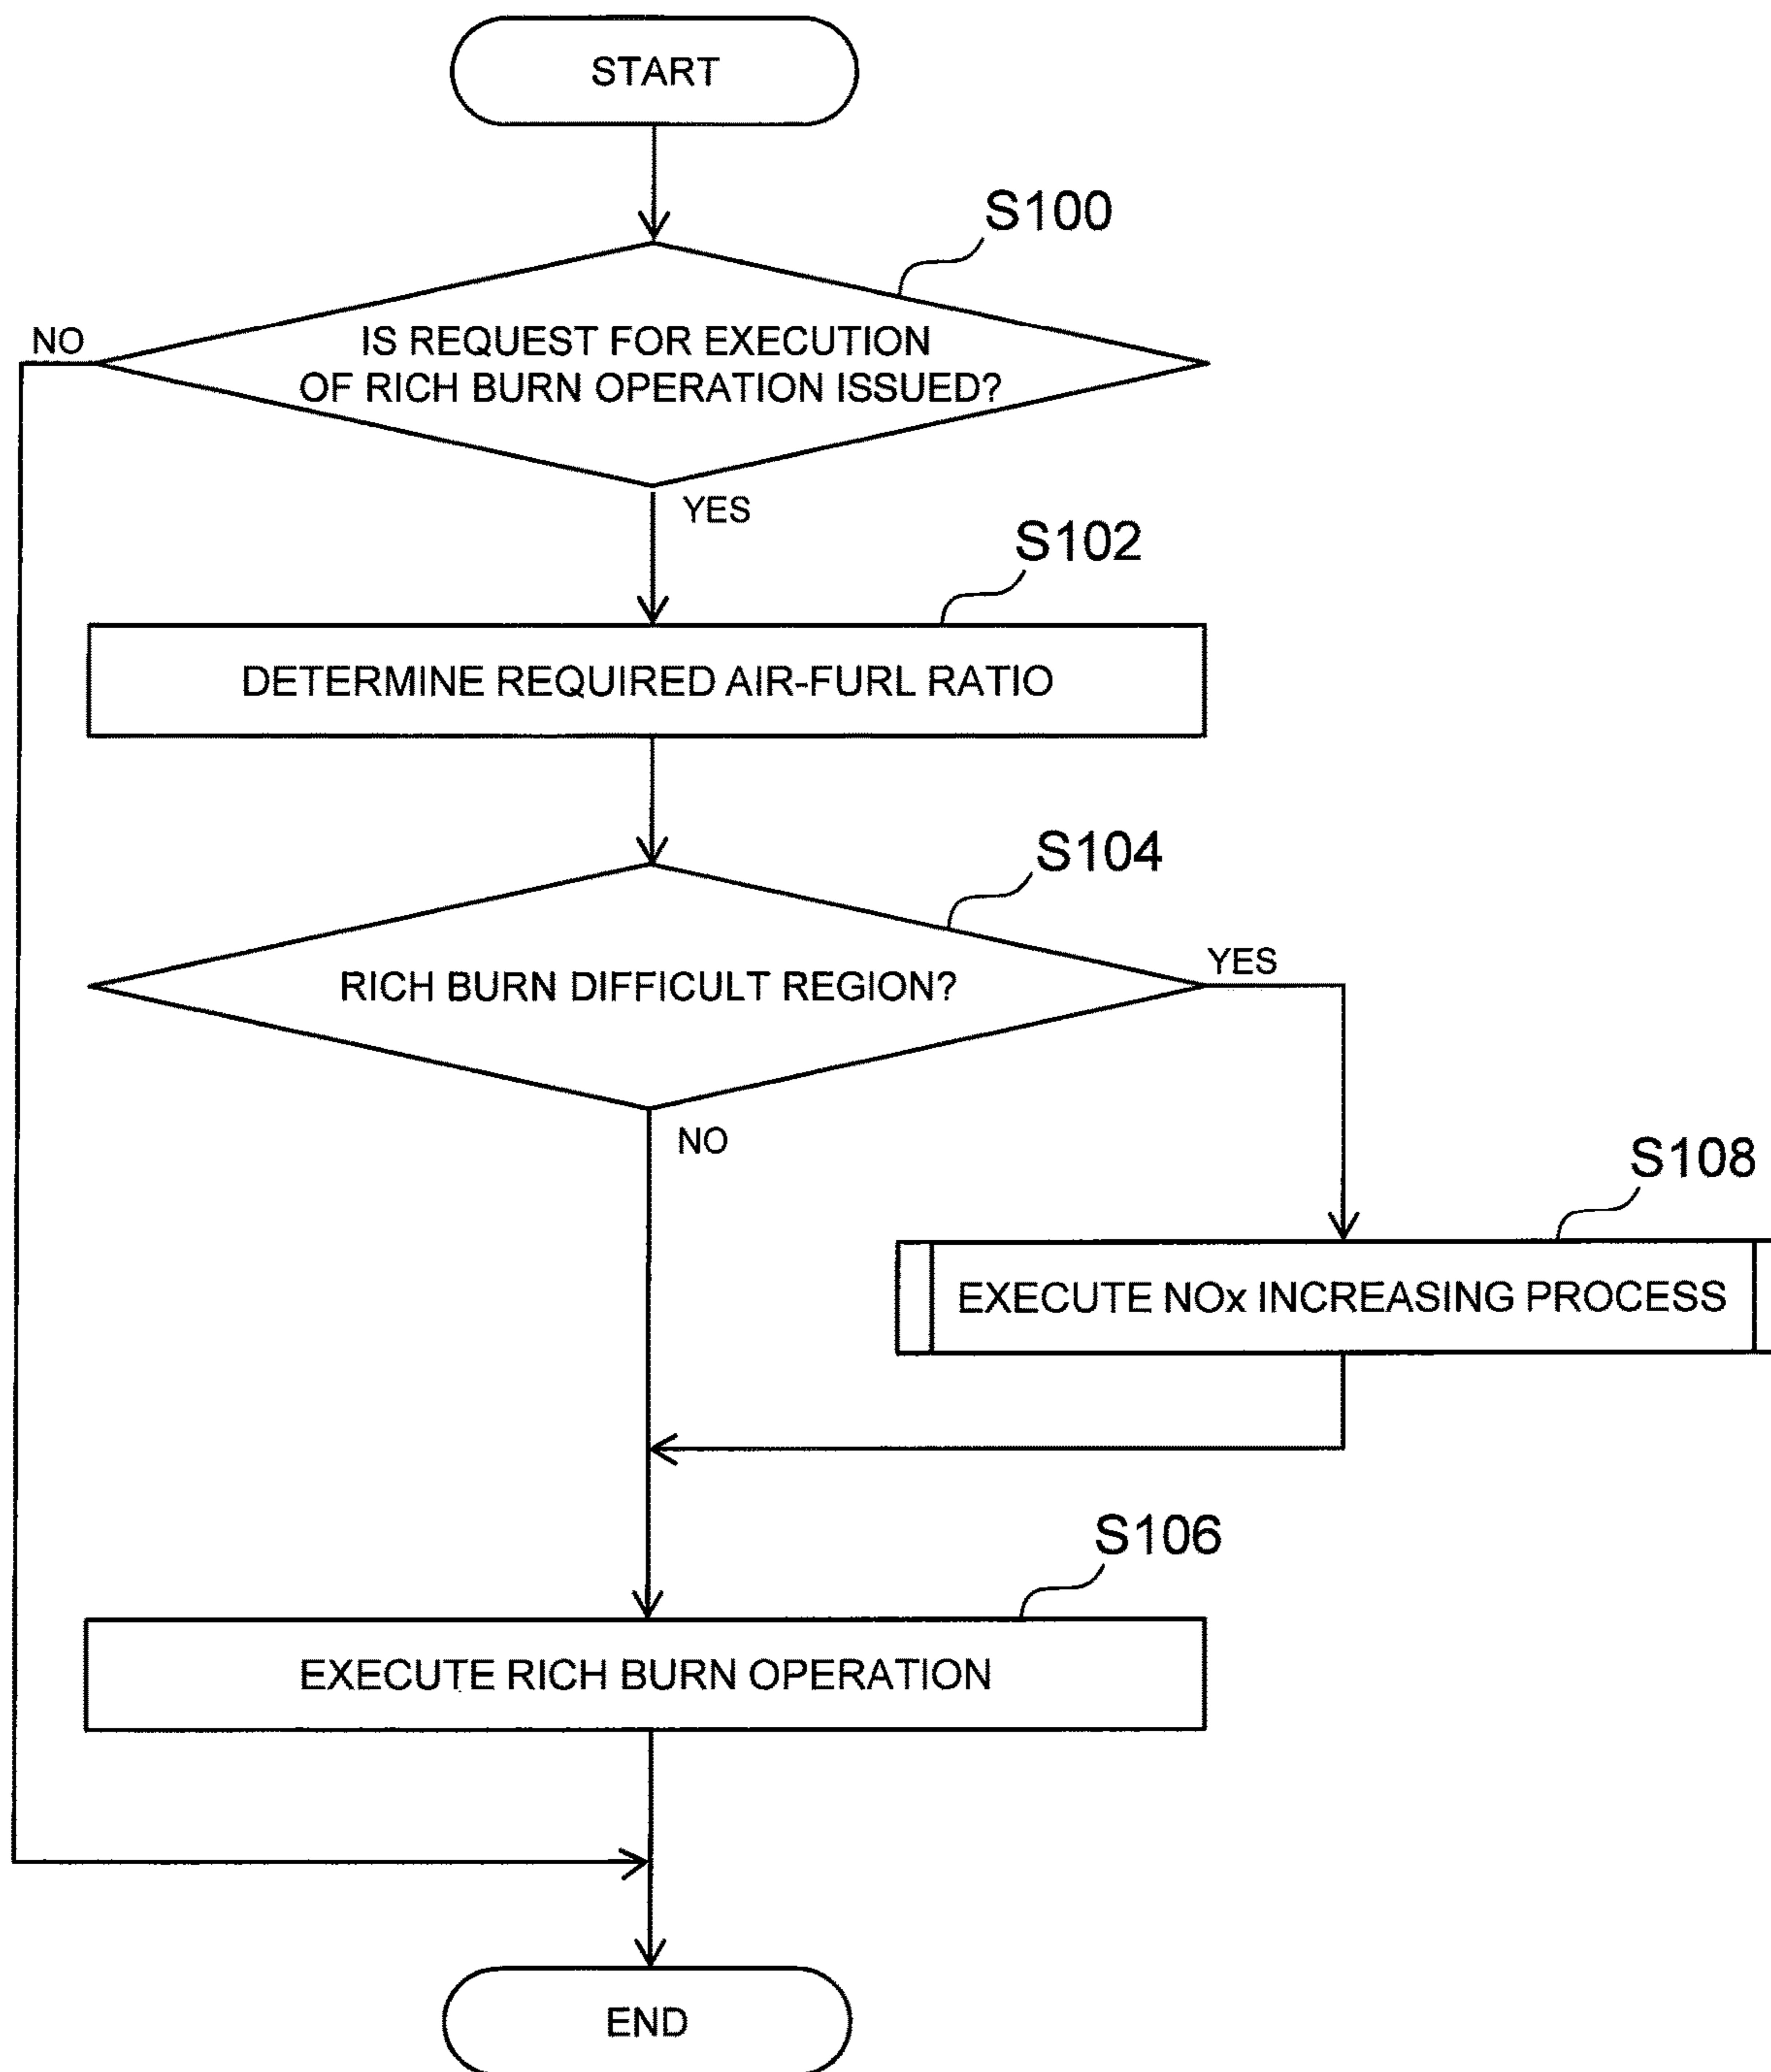 START
S100
NO
IS REQUEST FOR EXECUTION
OF RICH BURN OPERATION ISSUED?
YES
S102
DETERMINE REQUIRED AIR-FURL RATIO
S104
RICH BURN DIFFICULT REGION?
YES
NO
S108
EXECUTE NOx INCREASING PROCESS
S106
EXECUTE RICH BURN OPERATION
END